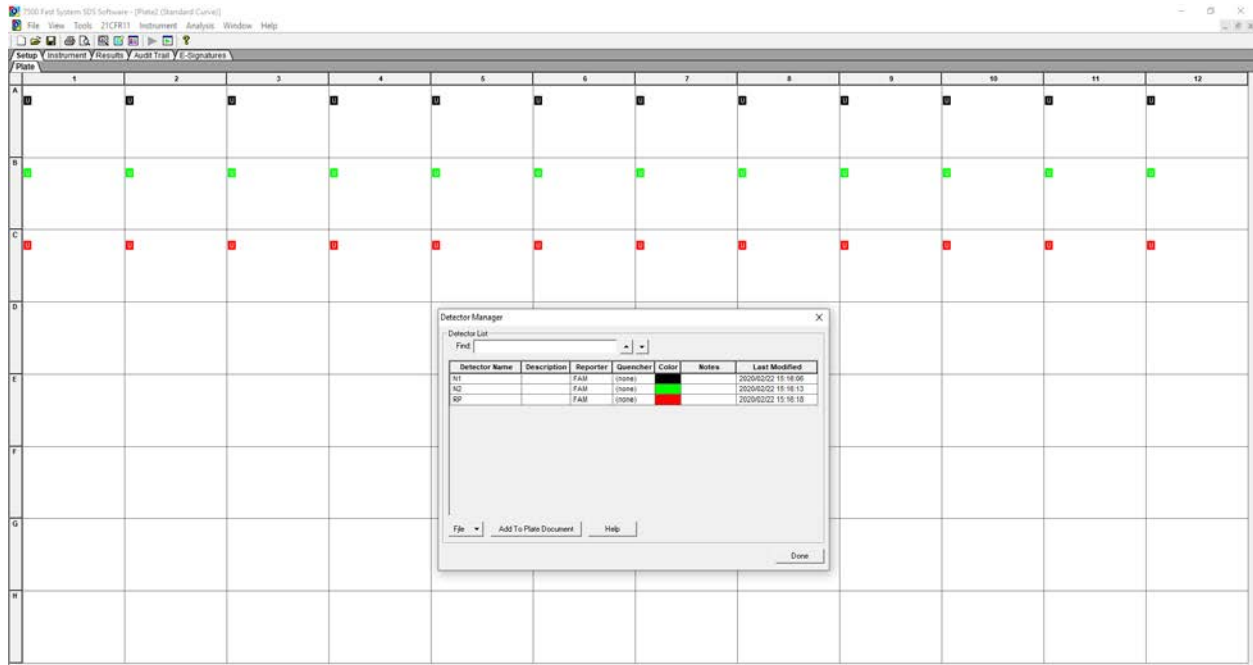 7500 Fast System SDS Software - [Plate2 (Standard Curve)]
File View Tools 21CFR11 Instrument Analysis Window Help
Setup Instrument Results Audit Trail E-Signatures
Plate
1 2 3 4 5 6 7 8 9 10 11 12
A U U U U U U U U U U U U
B U U U U U U U U U U U U
C U U U U U U U U U U U U
D
Detector Manager
Detector List
Find:
Detector Name Description Reporter Quencher Color Notes Last Modified
E
N1 FAM (none) 2020/02/22 15:16:06
N2 FAM (none) 2020/02/22 15:16:13
RP FAM (none) 2020/02/22 15:16:18
F
G
File Add To Plate Document Help
Done
H